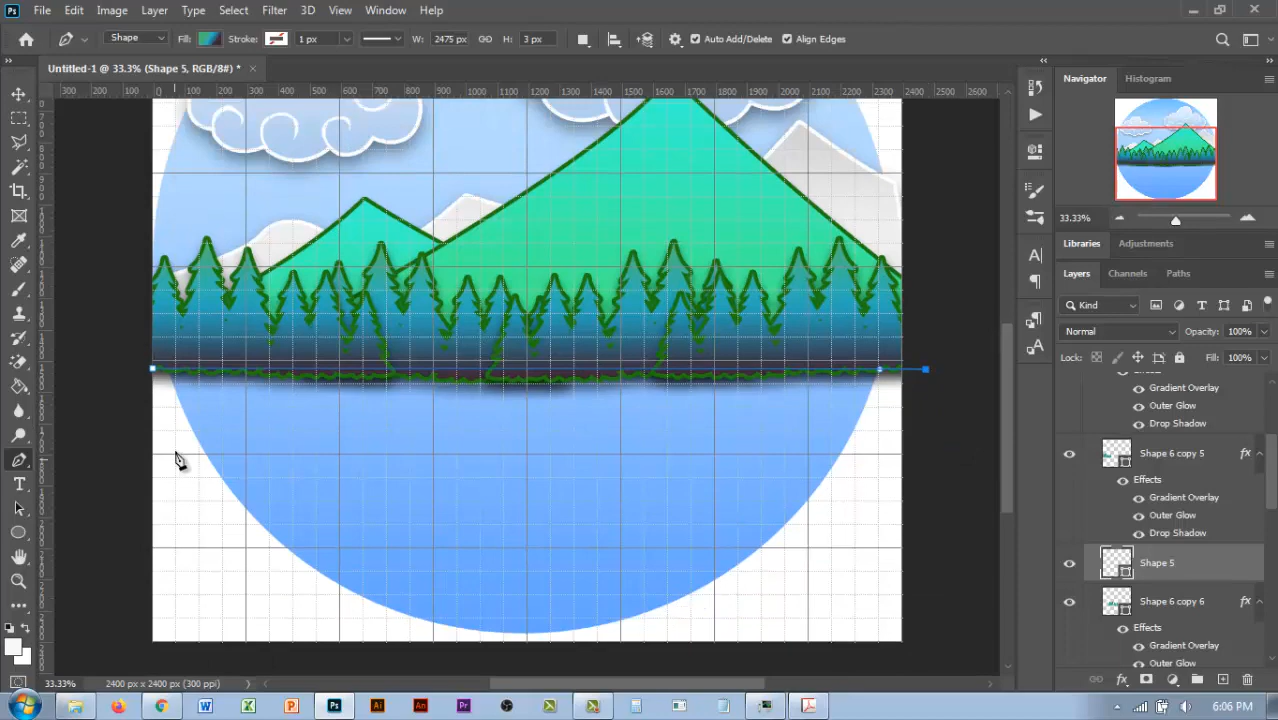 Ps File Edit Image Layer Type Select Filter 3D View Window Help
Shape Fill: Stroke: 1 px W: 2475 px H: 3 px Auto Add/Delete Align Edges
Untitled-1 @ 33.3% (Shape 5, RGB/8#) *
300 200 100 0 100 200 300 400 500 600 700 800 900 1000 1100 1200 1300 1400 1500 1600 1700 1800 1900 2000 2100 2200 2300 2400 2500 2600
Navigator Histogram
33.33%
Libraries Adjustments
Layers Channels Paths
Kind
Normal Opacity: 100%
Lock: Fill: 100%
Effects
Gradient Overlay
Outer Glow
Drop Shadow
Shape 6 copy 5 fx
Effects
Gradient Overlay
Outer Glow
Drop Shadow
Shape 5
Shape 6 copy 6 fx
Effects
Gradient Overlay
Outer Glow
33.33% 2400 px x 2400 px (300 ppi)
6:06 PM